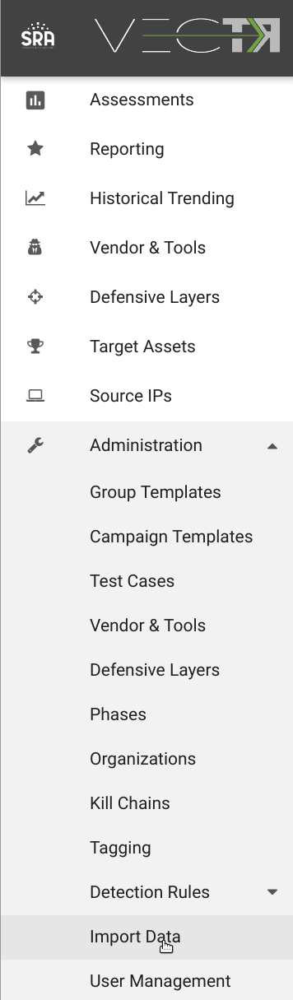 SRA
VECTR
Assessments
Reporting
Historical Trending
Vendor & Tools
Defensive Layers
Target Assets
Source IPs
Administration
Group Templates
Campaign Templates
Test Cases
Vendor & Tools
Defensive Layers
Phases
Organizations
Kill Chains
Tagging
Detection Rules
Import Data
User Management